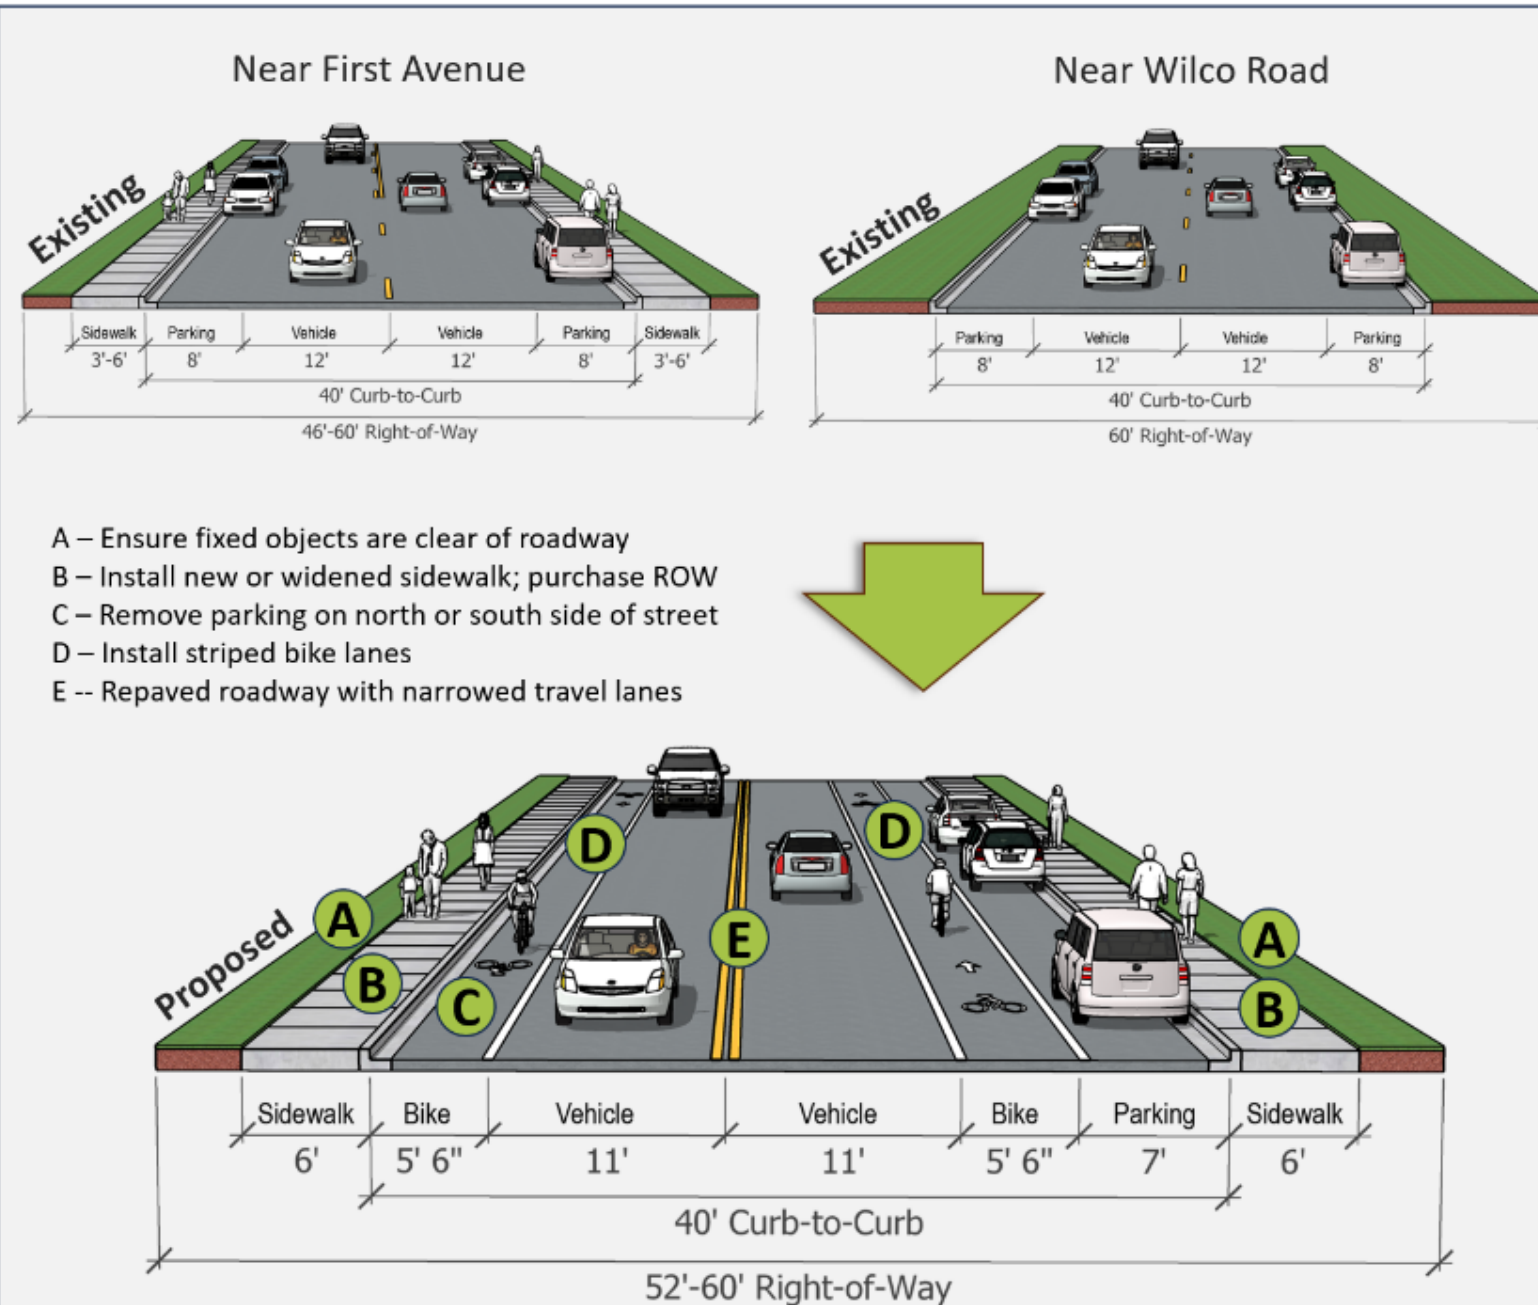 Near First Avenue
Near Wilco Road
Existing
Sidewalk Parking Vehicle Vehicle Parking Sidewalk
3'-6' 8' 12' 12' 8' 3'-6'
40' Curb-to-Curb
46'-60' Right-of-Way
Existing
Parking Vehicle Vehicle Parking
8' 12' 12' 8'
40' Curb-to-Curb
60' Right-of-Way
A – Ensure fixed objects are clear of roadway
B – Install new or widened sidewalk; purchase ROW
C – Remove parking on north or south side of street
D – Install striped bike lanes
E -- Repaved roadway with narrowed travel lanes
Proposed
D D
A E A
B C B
Sidewalk Bike Vehicle Vehicle Bike Parking Sidewalk
6' 5' 6" 11' 11' 5' 6" 7' 6'
40' Curb-to-Curb
52'-60' Right-of-Way